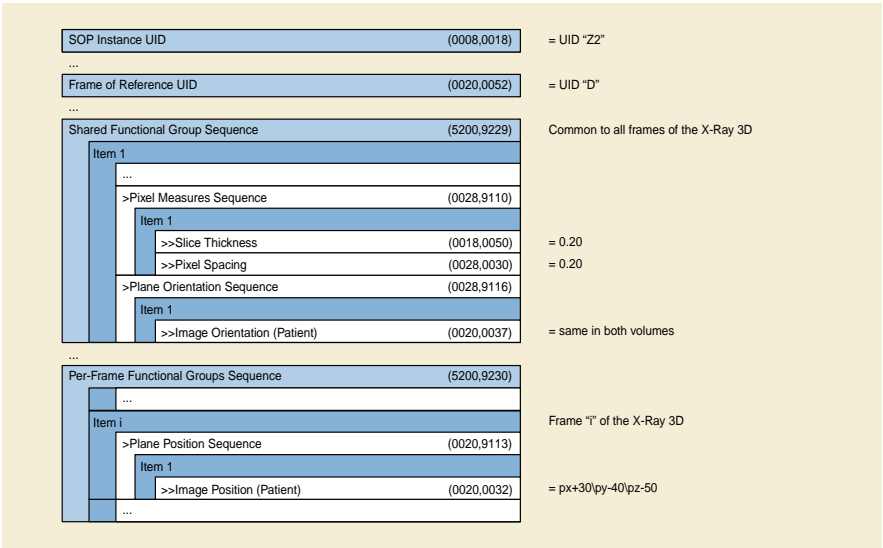 SOP Instance UID (0008,0018) = UID “Z2”
...
Frame of Reference UID (0020,0052) = UID “D”
...
Shared Functional Group Sequence (5200,9229) Common to all frames of the X-Ray 3D
Item 1
...
>Pixel Measures Sequence (0028,9110)
Item 1
>>Slice Thickness (0018,0050) = 0.20
>>Pixel Spacing (0028,0030) = 0.20
>Plane Orientation Sequence (0028,9116)
Item 1
>>Image Orientation (Patient) (0020,0037) = same in both volumes
...
Per-Frame Functional Groups Sequence (5200,9230)
...
Item i Frame “i” of the X-Ray 3D
>Plane Position Sequence (0020,9113)
Item 1
>>Image Position (Patient) (0020,0032) = px+30\py-40\pz-50
...